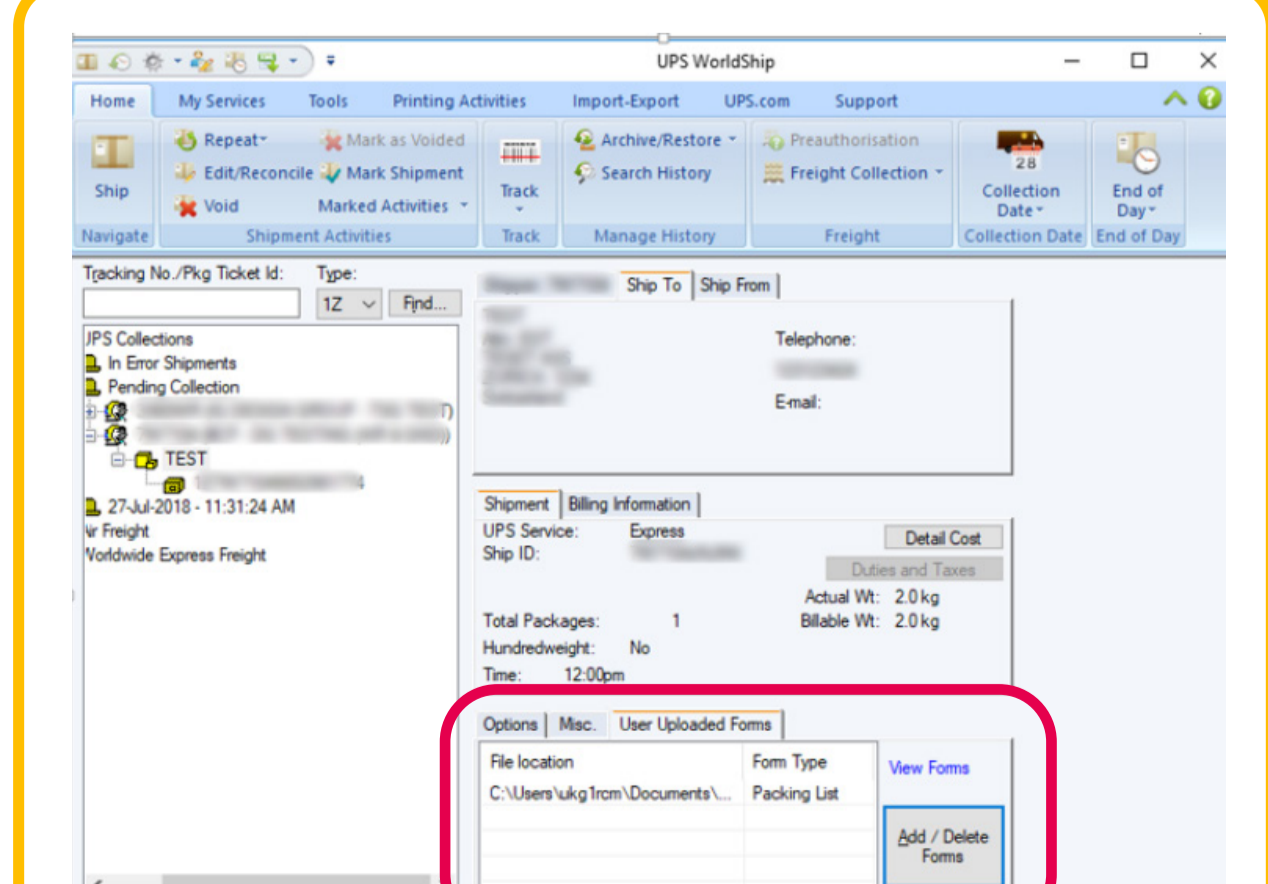 UPS WorldShip
Home My Services Tools Printing Activities Import-Export UPS.com Support
Ship
Navigate
Repeat
Edit/Reconcile
Void
Mark as Voided
Mark Shipment
Marked Activities
Shipment Activities
Track
Track
Archive/Restore
Search History
Manage History
Preauthorisation
Freight Collection
Freight
28
Collection
Date
Collection Date
End of
Day
End of Day
Tracking No./Pkg Ticket Id: Type:
1Z Find...
JPS Collections
In Error Shipments
Pending Collection
TEST
27-Jul-2018 - 11:31:24 AM
Air Freight
Worldwide Express Freight
Ship To Ship From
Telephone:
E-mail:
Shipment Billing Information
UPS Service: Express
Ship ID:
Detail Cost
Duties and Taxes
Actual Wt: 2.0 kg
Total Packages: 1 Billable Wt: 2.0 kg
Hundredweight: No
Time: 12:00pm
Options Misc. User Uploaded Forms
File location Form Type
C:\Users\ukg1rcm\Documents\... Packing List
View Forms
Add / Delete
Forms